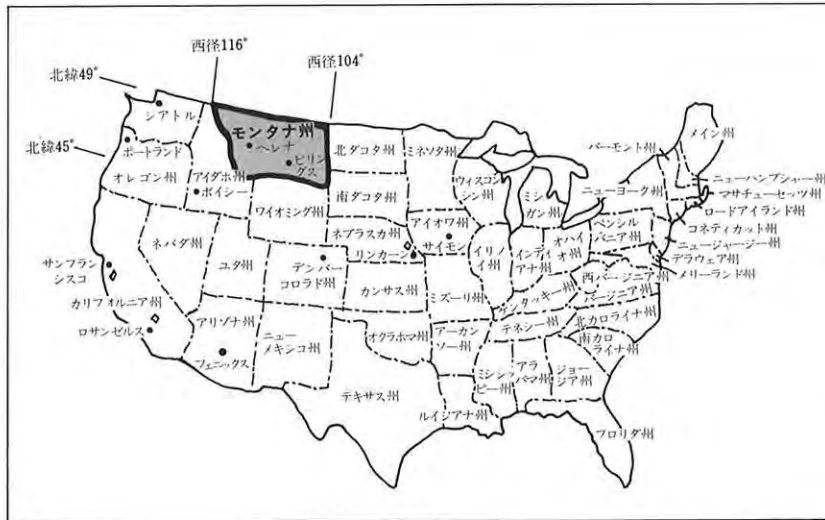 西径116°
西径104°
北緯49°
北緯45°
シアトル
ポートランド
オレゴン州
アイダホ州
ボイシー
モンタナ州
ヘレナ
ビリン
グス
北ダコタ州
ミネソタ州
南ダコタ州
ワイオミング州
ウィスコン
シン州
ミシ
ガン州
ニューヨーク州
バーモント州
メイン州
ニューハンプシャー州
マサチューセッツ州
ロードアイランド州
コネティカット州
ニュージャージー州
デラウェア州
メリーランド州
ペンシル
バニア州
ネバダ州
ユタ州
ネブラスカ州
リンカーン
アイオワ州
サイモン
イリノ
イ州
インディ
アナ州
オハイ
オ州
西バージニア州
バージニア州
サンフラン
シスコ
カリフォルニア州
ロサンゼルス
デンバー
コロラド州
カンサス州
ミズーリ州
ケンタッキー州
テネシー州
北カロライナ州
南カロ
ライナ州
アリゾナ州
フェニックス
ニュー
メキシコ州
オクラホマ州
アーカン
ソー州
ミシシッ
ピー州
アラ
バマ州
ジョー
ジア州
テキサス州
ルイジアナ州
フロリダ州